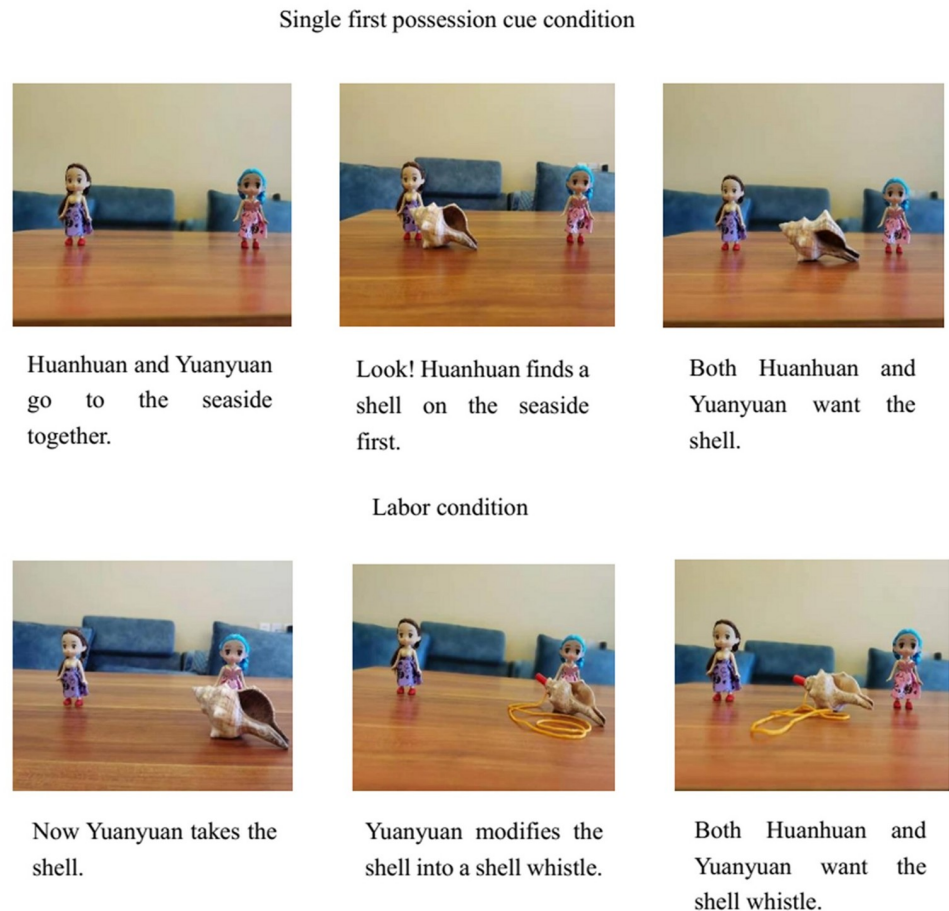 Single first possession cue condition
Huanhuan and Yuanyuan
go to the seaside
together.
Look! Huanhuan finds a
shell on the seaside
first.
Both Huanhuan and
Yuanyuan want the
shell.
Labor condition
Now Yuanyuan takes the
shell.
Yuanyuan modifies the
shell into a shell whistle.
Both Huanhuan and
Yuanyuan want the
shell whistle.